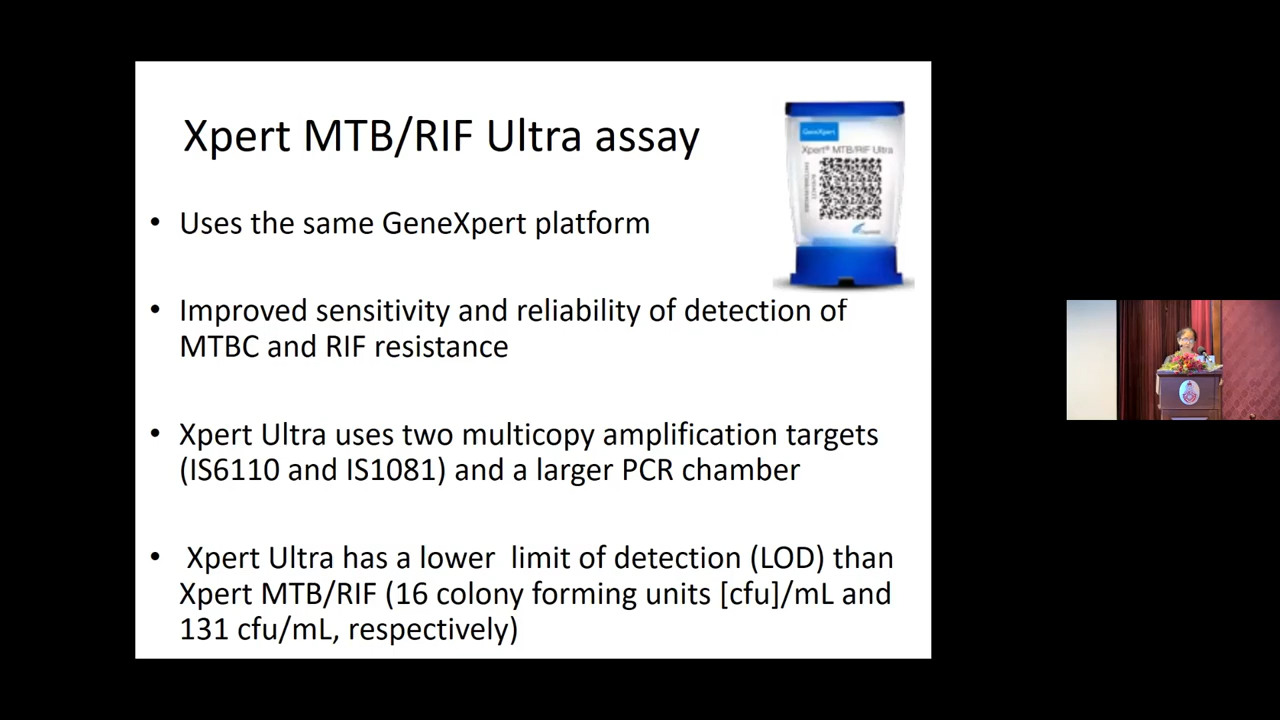 Xpert MTB/RIF Ultra assay
GeneXpert
Xpert® MTB/RIF Ultra
• Uses the same GeneXpert platform
• Improved sensitivity and reliability of detection of
MTBC and RIF resistance
• Xpert Ultra uses two multicopy amplification targets
(IS6110 and IS1081) and a larger PCR chamber
• Xpert Ultra has a lower  limit of detection (LOD) than
Xpert MTB/RIF (16 colony forming units [cfu]/mL and
131 cfu/mL, respectively)